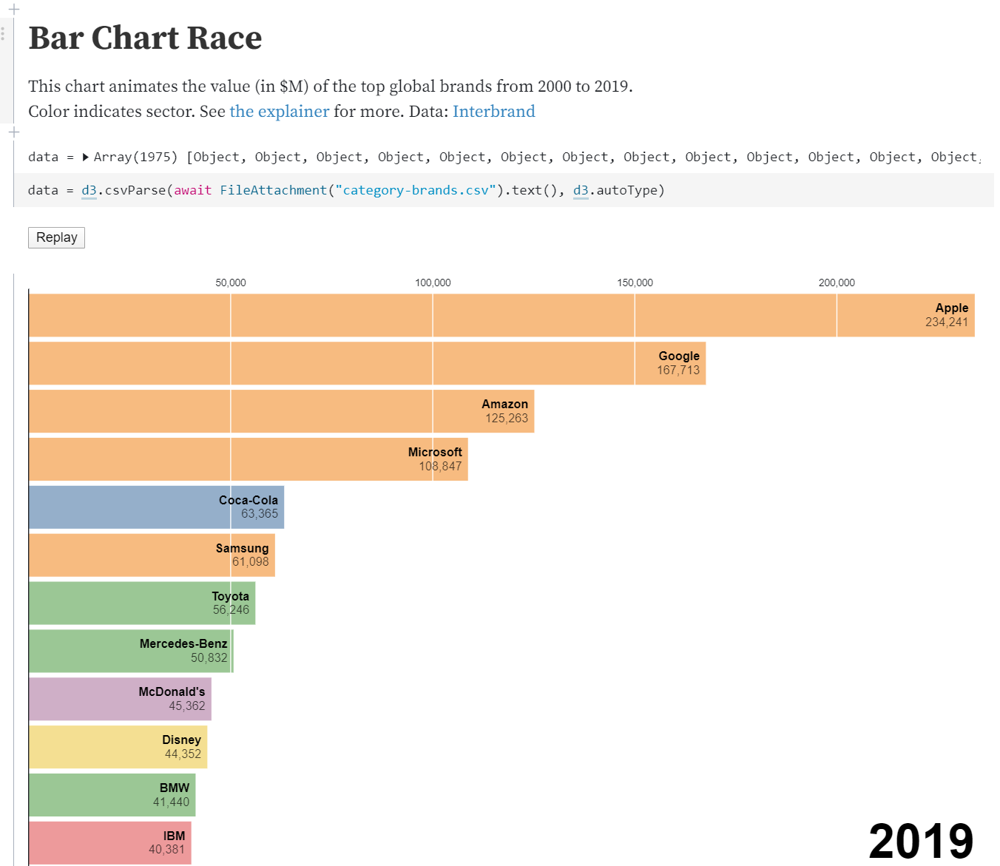 Bar Chart Race
This chart animates the value (in $M) of the top global brands from 2000 to 2019.
Color indicates sector. See the explainer for more. Data: Interbrand
data = ▶ Array(1975) [Object, Object, Object, Object, Object, Object, Object, Object, Object, Object, Object, Object, Object,
data = d3.csvParse(await FileAttachment("category-brands.csv").text(), d3.autoType)
Replay
50,000 100,000 150,000 200,000
Apple
234,241
Google
167,713
Amazon
125,263
Microsoft
108,847
Coca-Cola
63,365
Samsung
61,098
Toyota
56,246
Mercedes-Benz
50,832
McDonald's
45,362
Disney
44,352
BMW
41,440
IBM
40,381
2019